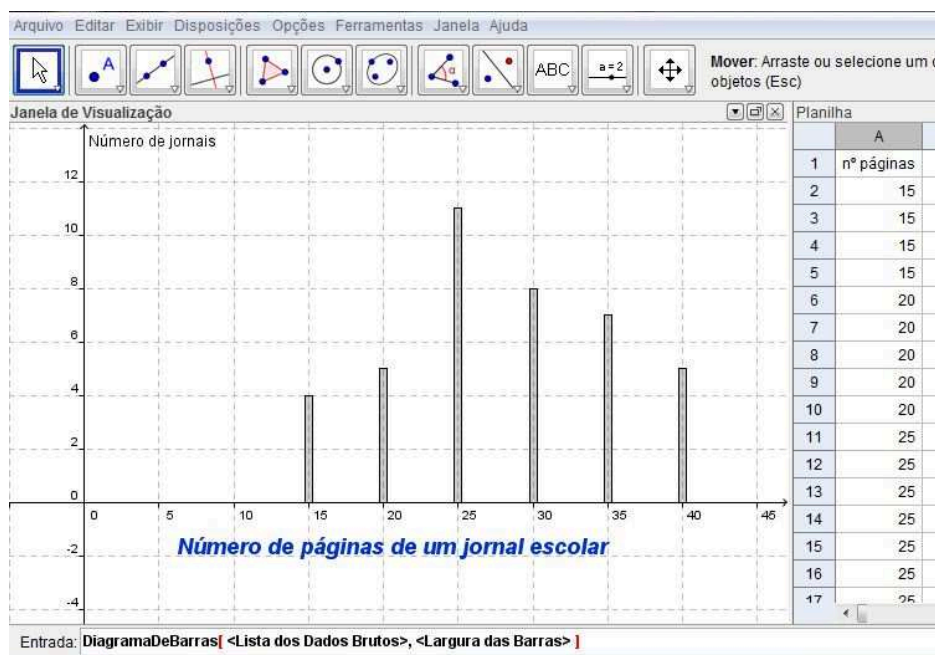 Arquivo Editar Exibir Disposições Opções Ferramentas Janela Ajuda
A
α
ABC
a=2
Mover: Arraste ou selecione um
objetos (Esc)
Janela de Visualização
Planilha
Número de jornais
12
10
8
6
4
2
0
-2
-4
0 5 10 15 20 25 30 35 40 45
Número de páginas de um jornal escolar
A
1 nº páginas
2 15
3 15
4 15
5 15
6 20
7 20
8 20
9 20
10 20
11 25
12 25
13 25
14 25
15 25
16 25
17 25
Entrada: DiagramaDeBarras[ <Lista dos Dados Brutos>, <Largura das Barras> ]